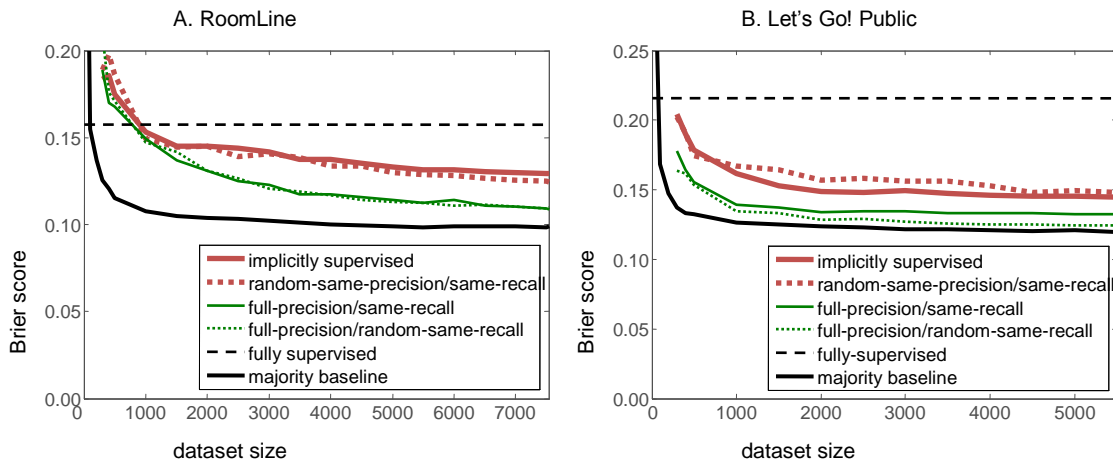 A. RoomLine
0.20
0.15
0.10
0.05
0.00
Brier score
implicitly supervised
random-same-precision/same-recall
full-precision/same-recall
full-precision/random-same-recall
fully supervised
majority baseline
0 1000 2000 3000 4000 5000 6000 7000
dataset size
B. Let's Go! Public
0.25
0.20
0.15
0.10
0.05
0.00
Brier score
implicitly supervised
random-same-precision/same-recall
full-precision/same-recall
full-precision/random-same-recall
fully-supervised
majority baseline
0 1000 2000 3000 4000 5000
dataset size